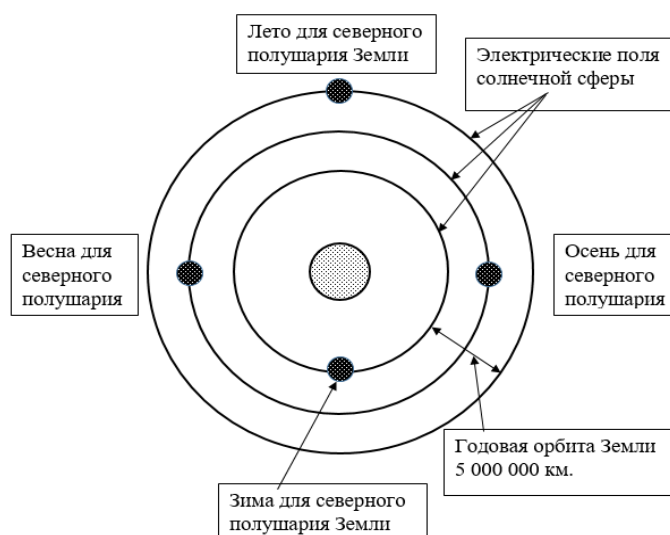 Лето для северного
полушария Земли
Электрические поля
солнечной сферы
Весна для
северного
полушария
Осень для
северного
полушария
Годовая орбита Земли
5 000 000 км.
Зима для северного
полушария Земли